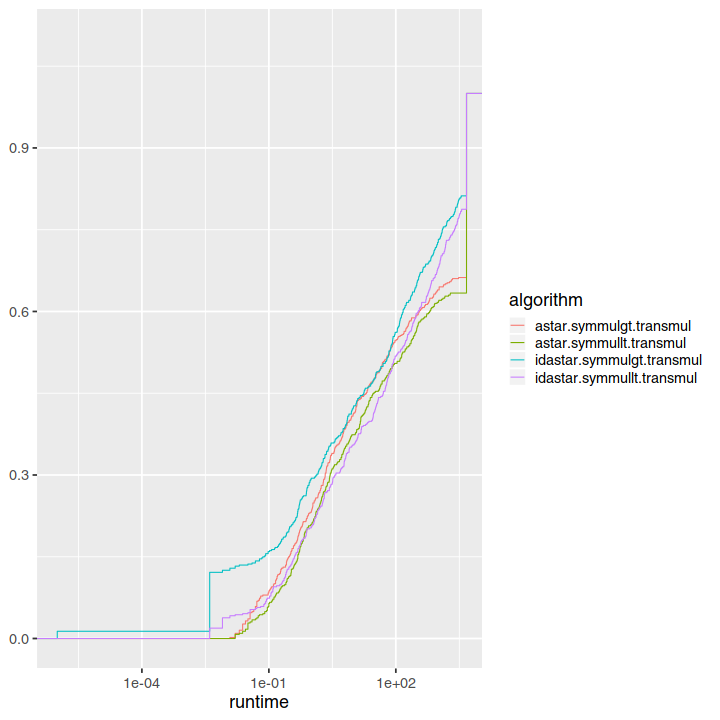 0.9
0.6
0.3
0.0
1e-04 1e-01 1e+02
runtime
algorithm
astar.symmulgt.transmul
astar.symmullt.transmul
idastar.symmulgt.transmul
idastar.symmullt.transmul